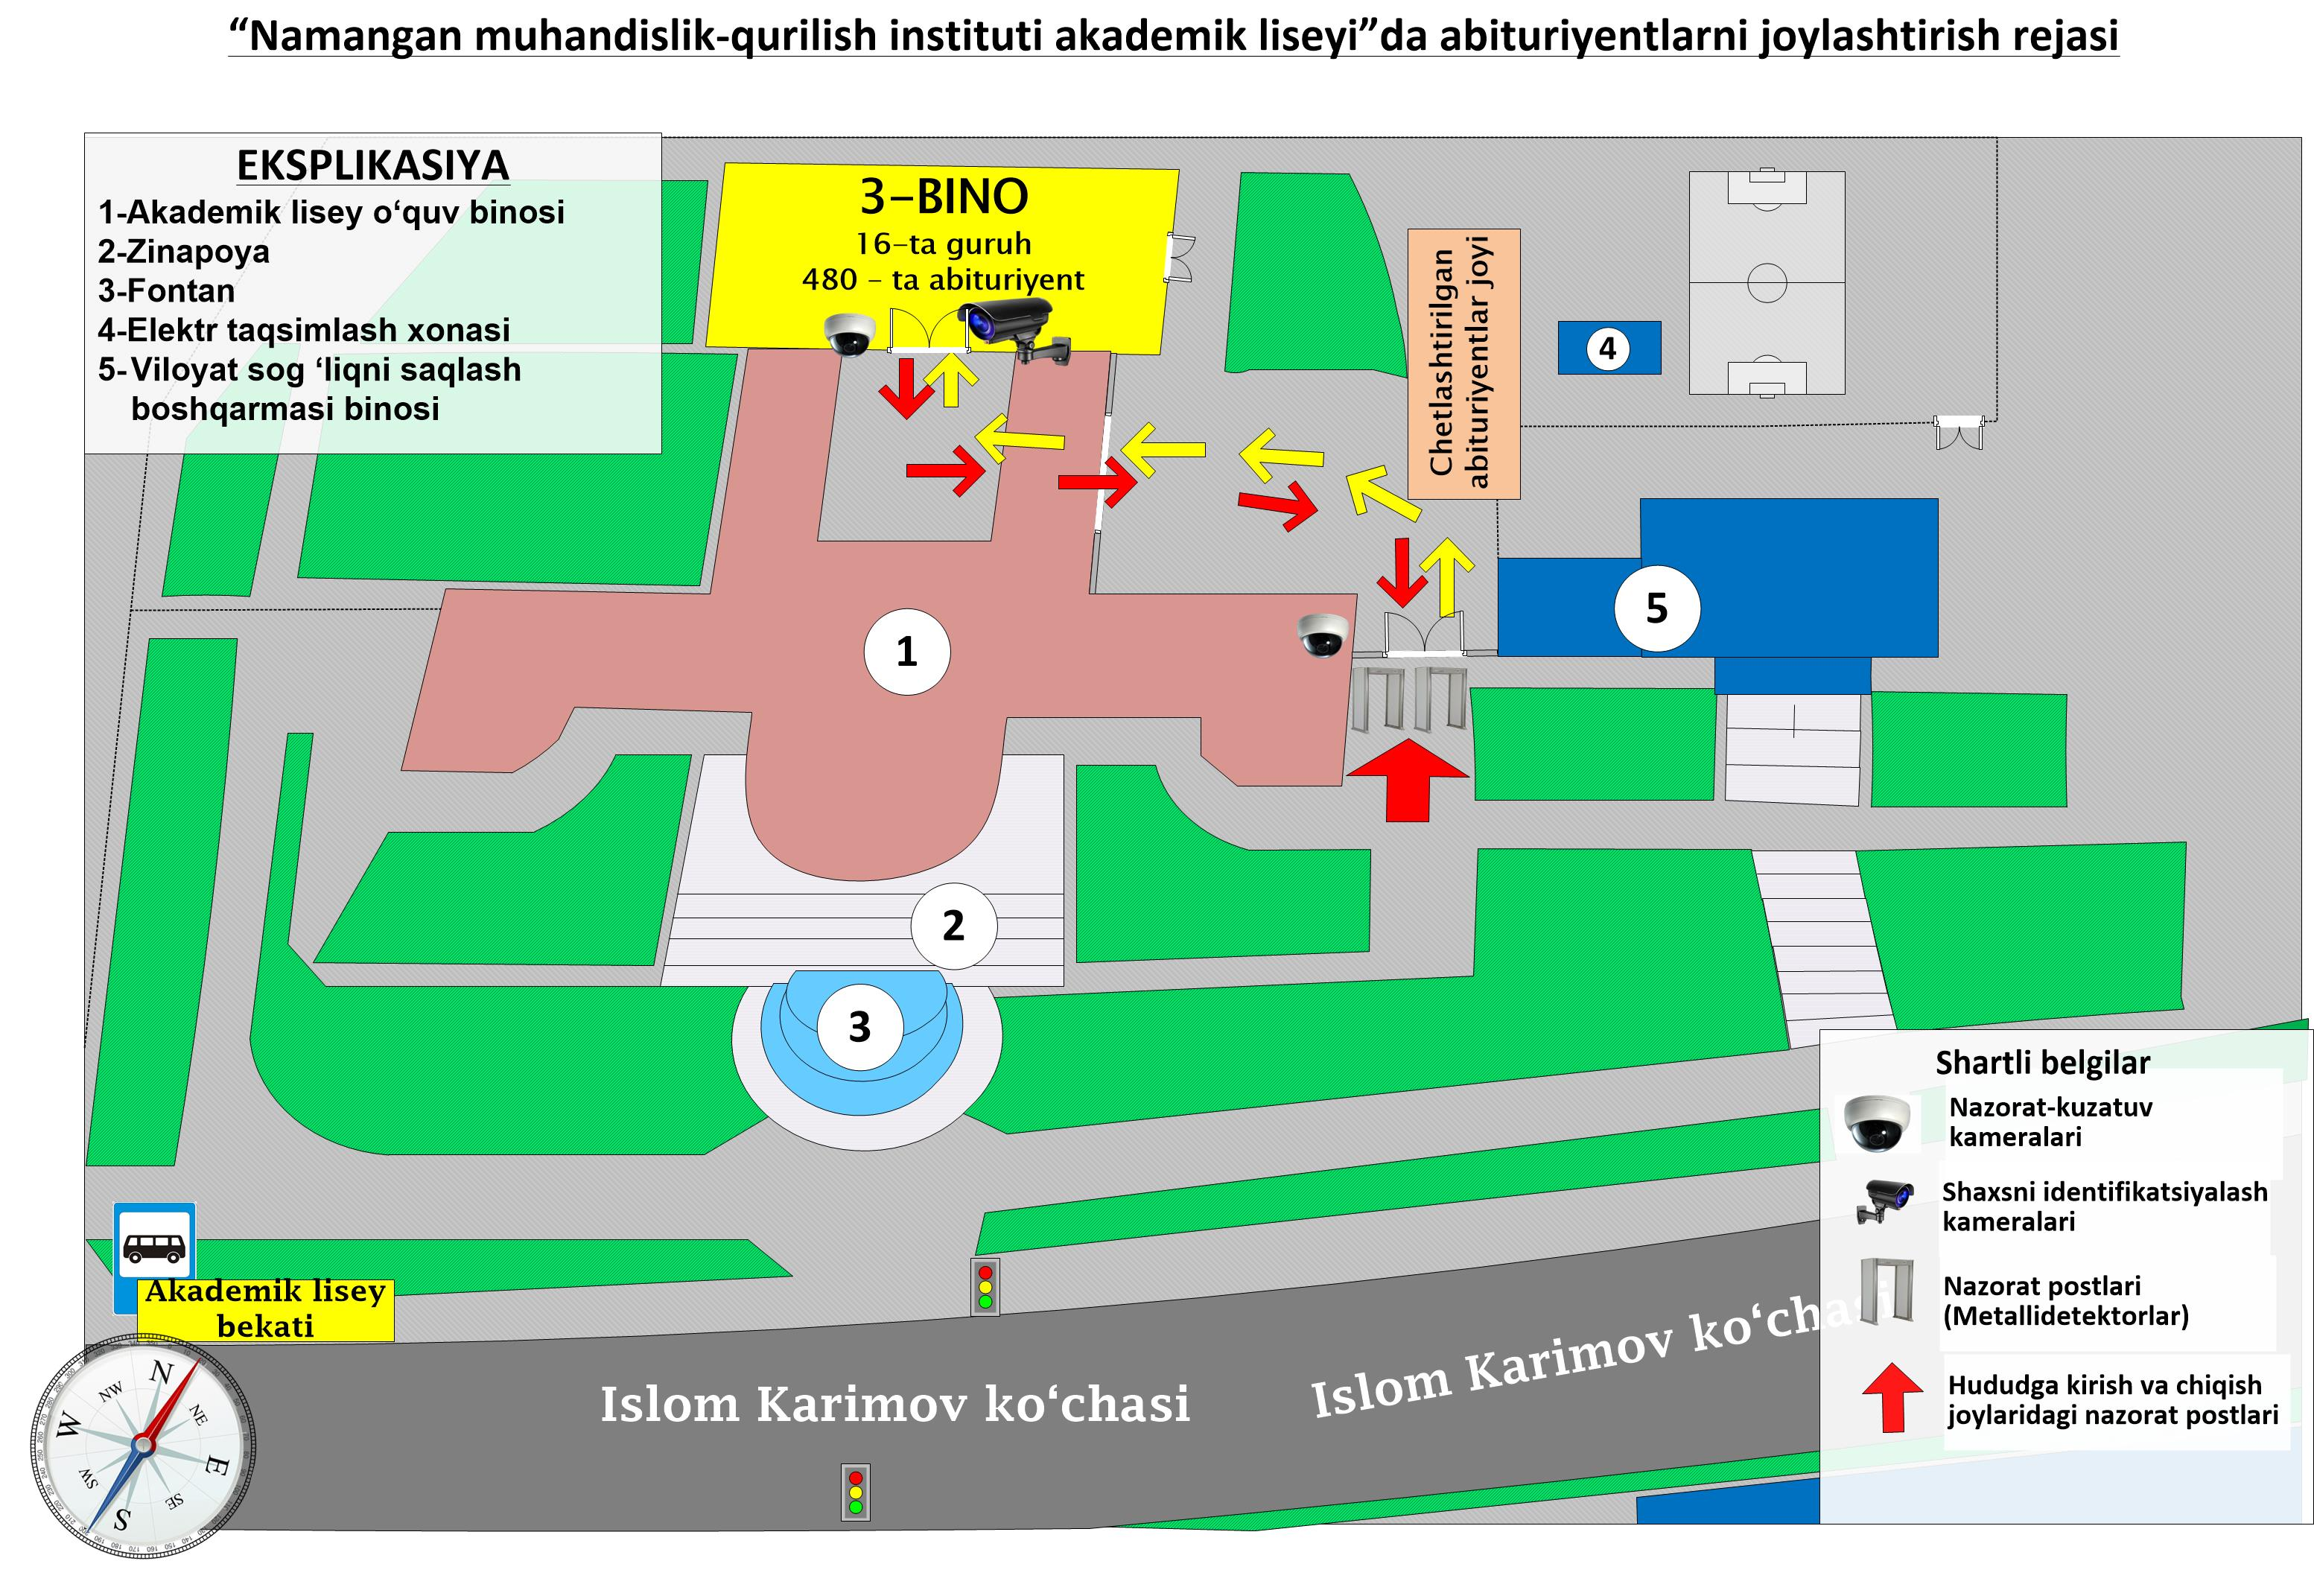 “Namangan muhandislik-qurilish instituti akademik liseyi”da abituriyentlarni joylashtirish rejasi
EKSPLIKASIYA
1-Akademik lisey o‘quv binosi
2-Zinapoya
3-Fontan
4-Elektr taqsimlash xonasi
5- Viloyat sog ‘liqni saqlash
boshqarmasi binosi
3–BINO
16–ta guruh
480 – ta abituriyent
Chetlashtirilgan
abituriyentlar joyi
4
5
1
2
3
Akademik lisey
bekati
Islom Karimov ko‘chasi
Islom Karimov ko‘chasi
N
NE
E
SE
S
SW
W
NW
Shartli belgilar
Nazorat-kuzatuv
kameralari
Shaxsni identifikatsiyalash
kameralari
Nazorat postlari
(Metallidetektorlar)
Hududga kirish va chiqish
joylaridagi nazorat postlari